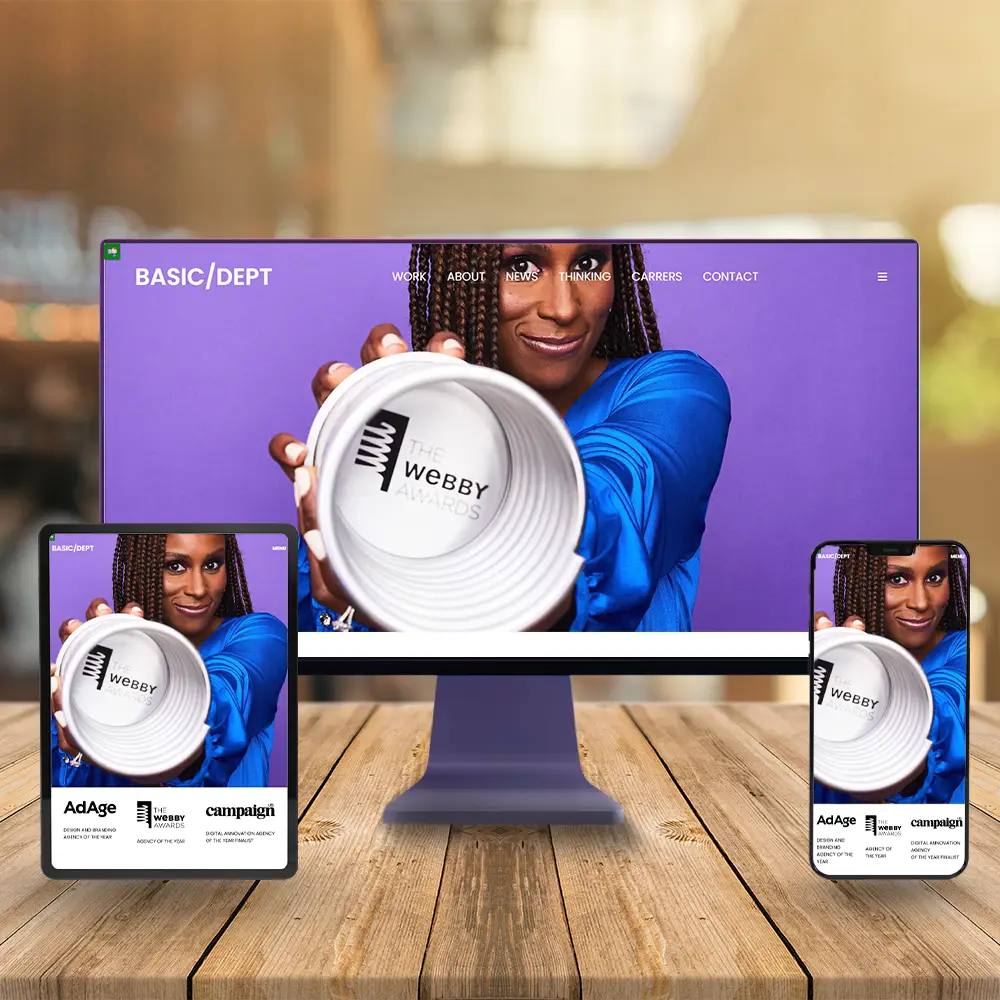 BASIC/DEPT
WORK ABOUT NEWS THINKING CARRERS CONTACT
THE
WEBBY
AWARDS
BASIC/DEPT MENU
THE
WEBBY
AWARDS
AdAge
DESIGN AND BRANDING
AGENCY OF THE YEAR
THE
WEBBY
AWARDS
AGENCY OF THE YEAR
campaign US
DIGITAL ANNOVATION AGENCY
OF THE YEAR FINALIST
BASIC/DEPT MENU
THE
WEBBY
AWARDS
AdAge
DESIGN AND
BRANDING
AGENCY OF THE
YEAR
THE
WEBBY
AWARDS
AGENCY OF
THE YEAR
campaign
DIGITAL ANNOVATION
AGENCY
OF THE YEAR FINALIST